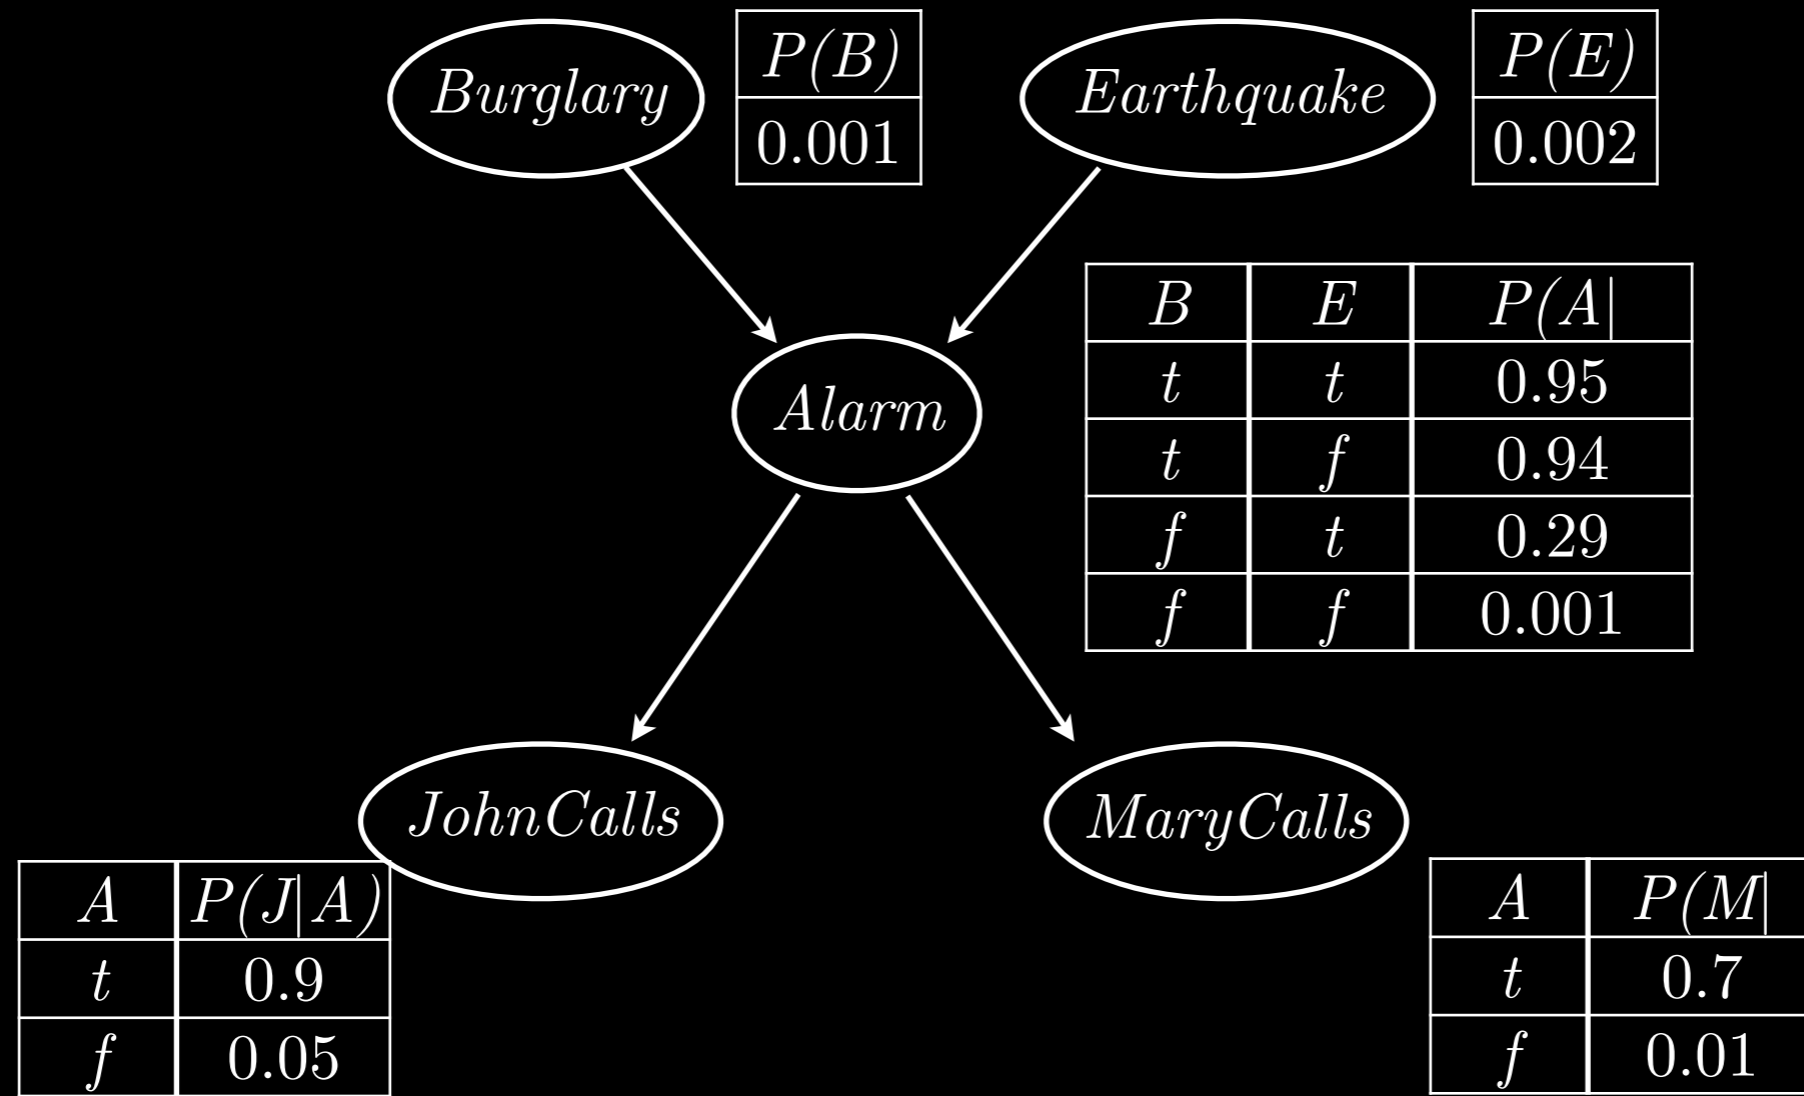 Burglary
P(B)
0.001
Earthquake
P(E)
0.002
Alarm
B E P(A|
t t 0.95
t f 0.94
f t 0.29
f f 0.001
JohnCalls
A P(J|A)
t 0.9
f 0.05
MaryCalls
A P(M|
t 0.7
f 0.01